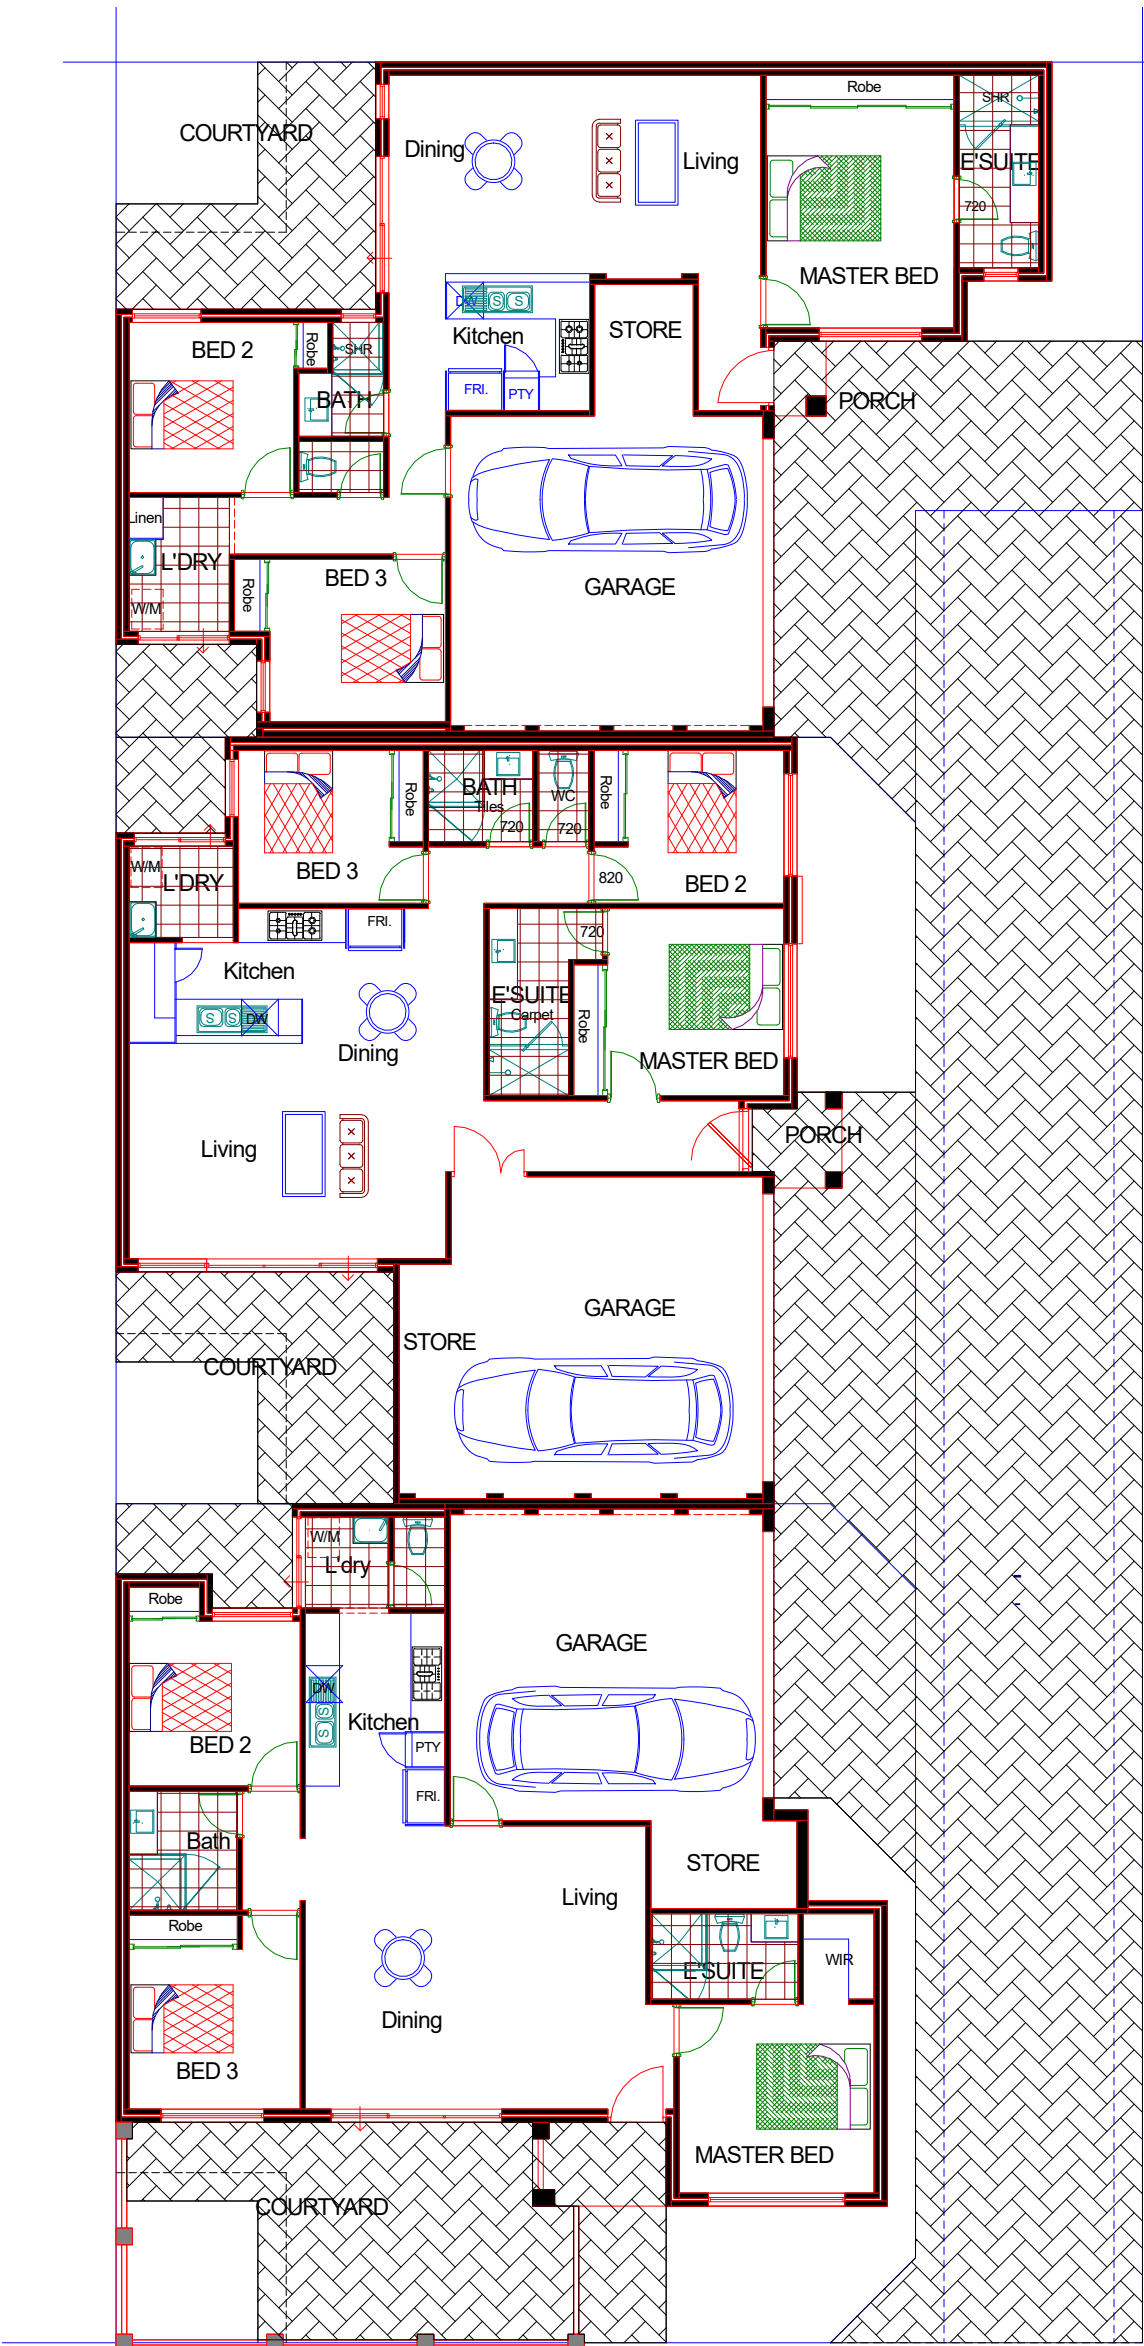 Robe
SHR
COURTYARD
Dining
Living
E'SUITE
720
MASTER BED
DW
S
S
Kitchen
STORE
BED 2
Robe
SHR
FRI.
PTY
BATH
PORCH
Linen
L'DRY
BED 3
GARAGE
Robe
W/M
BATH
Tiles
WC
Robe
Robe
720
720
W/M
L'DRY
BED 3
820
BED 2
FRI.
720
Kitchen
E'SUITE
Carpet
S
S
DW
Robe
Dining
MASTER BED
PORCH
Living
GARAGE
STORE
COURTYARD
W/M
L'dry
Robe
GARAGE
DW
S
S
Kitchen
BED 2
PTY
FRI.
Bath
STORE
Living
Robe
WIR
E'SUITE
Dining
BED 3
MASTER BED
COURTYARD